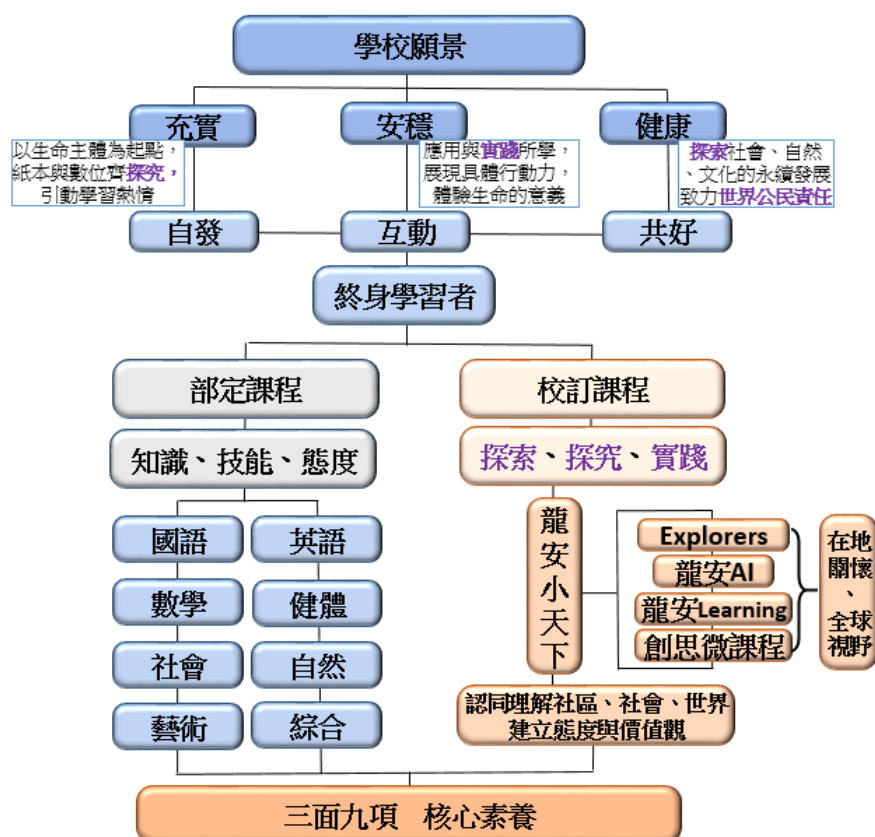 學校願景
充實
安穩
健康
以生命主體為起點，
紙本與數位齊探究，
引動學習熱情
應用與實踐所學，
展現具體行動力，
體驗生命的意義
探索社會、自然
、文化的永續發展
致力世界公民責任
自發
互動
共好
終身學習者
部定課程
校訂課程
知識、技能、態度
探索、探究、實踐
國語
英語
數學
健體
社會
自然
藝術
綜合
龍安小天下
Explorers
龍安AI
龍安Learning
創思微課程
在地
關懷
、
全球
視野
認同理解社區、社會、世界
建立態度與價值觀
三面九項 核心素養